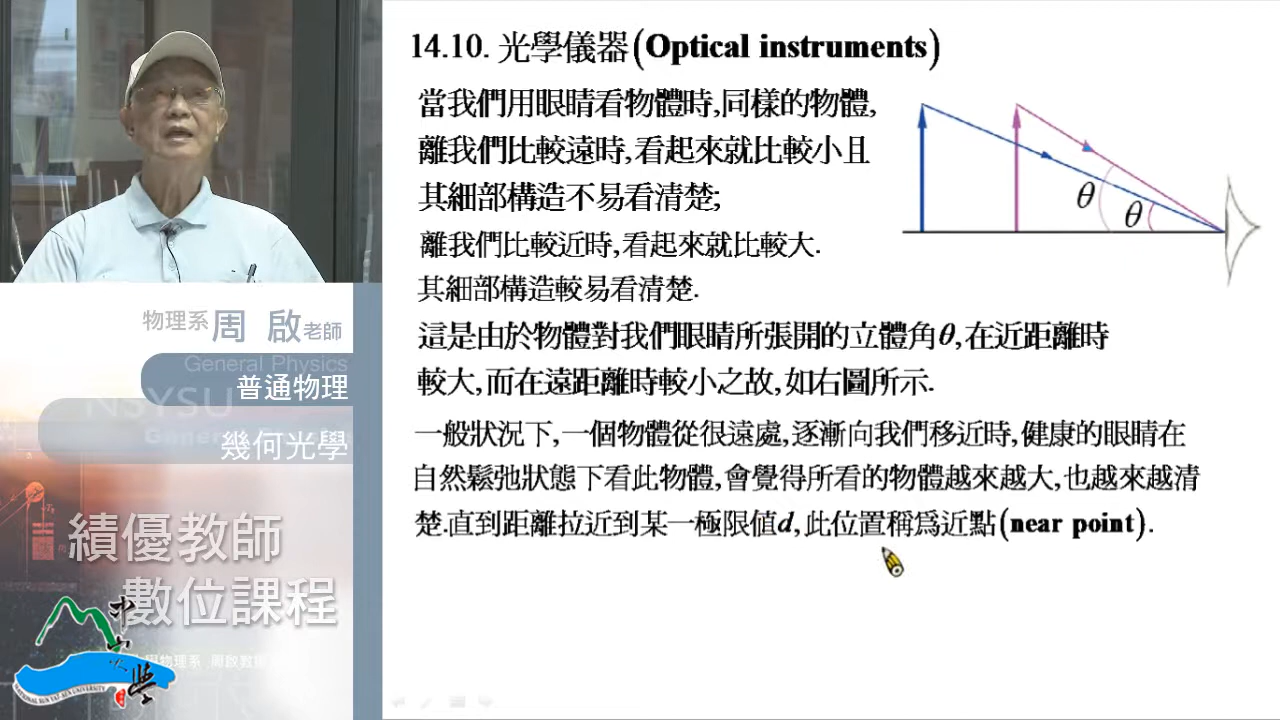 14.10. 光學儀器(Optical instruments)
當我們用眼睛看物體時,同樣的物體,
離我們比較遠時,看起來就比較小且
其細部構造不易看清楚;
離我們比較近時,看起來就比較大.
其細部構造較易看清楚.
這是由於物體對我們眼睛所張開的立體角θ,在近距離時
較大,而在遠距離時較小之故,如右圖所示.
一般狀況下,一個物體從很遠處,逐漸向我們移近時,健康的眼睛在
自然鬆弛狀態下看此物體,會覺得所看的物體越來越大,也越來越清
楚.直到距離拉近到某一極限值d,此位置稱爲近點(near point).
θ
θ
物理系周 啟老師
General Physics
普通物理
NSYSU
幾何光學
績優教師
數位課程
NATIONAL SUN YAT-SEN UNIVERSITY